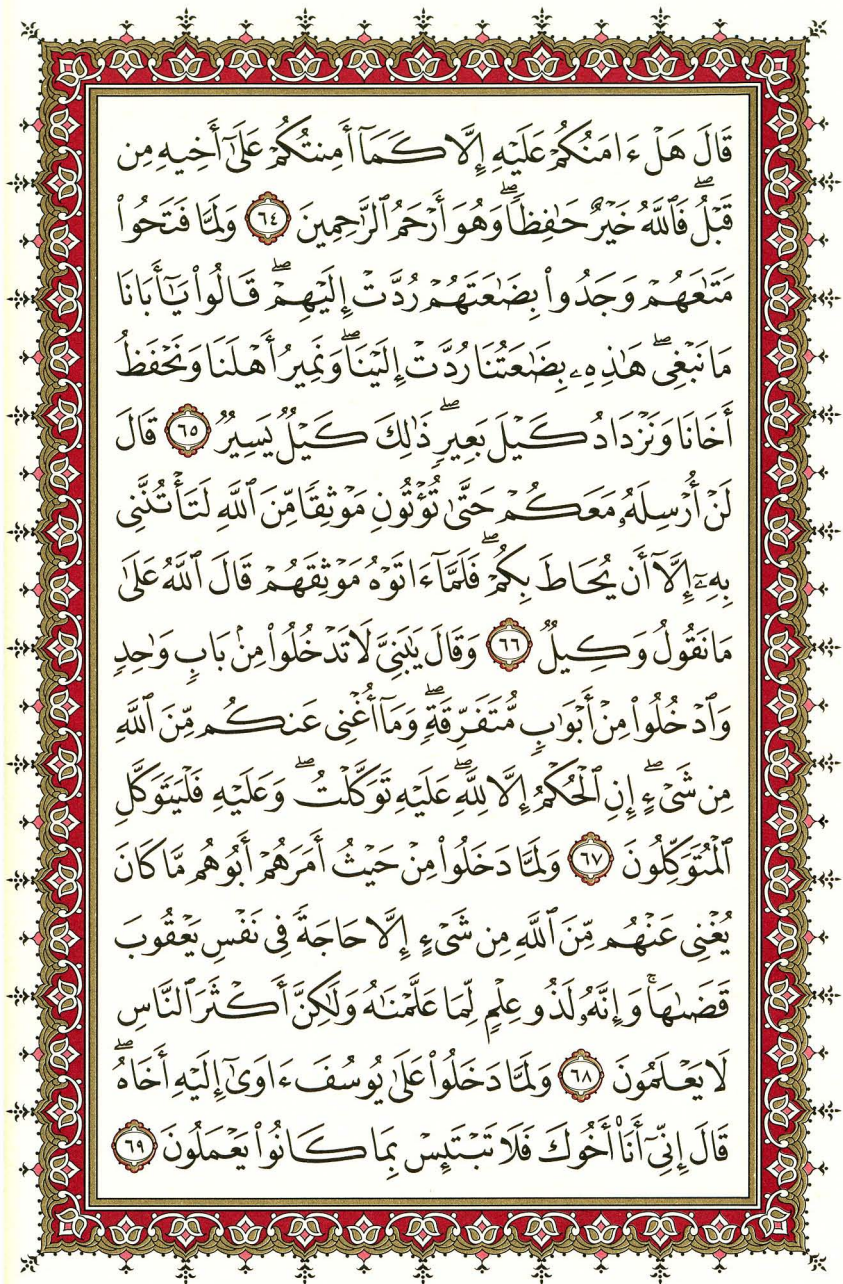 قَالَ هَلْ ءَامَنُكُمْ عَلَيْهِ إِلَّا كَمَآ أَمِنتُكُمْ عَلَىٰٓ أَخِيهِ مِن
قَبْلُ ۖ فَٱللَّهُ خَيْرٌ حَـٰفِظًا ۖ وَهُوَ أَرْحَمُ ٱلرَّٰحِمِينَ ٦٤ وَلَمَّا فَتَحُوا۟
مَتَـٰعَهُمْ وَجَدُوا۟ بِضَـٰعَتَهُمْ رُدَّتْ إِلَيْهِمْ ۖ قَالُوا۟ يَـٰٓأَبَانَا
مَا نَبْغِى ۖ هَـٰذِهِۦ بِضَـٰعَتُنَا رُدَّتْ إِلَيْنَا ۖ وَنَمِيرُ أَهْلَنَا وَنَحْفَظُ
أَخَانَا وَنَزْدَادُ كَيْلَ بَعِيرٍ ۖ ذَٰلِكَ كَيْلٌ يَسِيرٌ ٦٥ قَالَ
لَنْ أُرْسِلَهُۥ مَعَكُمْ حَتَّىٰ تُؤْتُونِ مَوْثِقًا مِّنَ ٱللَّهِ لَتَأْتُنَّنِى
بِهِۦٓ إِلَّآ أَن يُحَاطَ بِكُمْ ۖ فَلَمَّآ ءَاتَوْهُ مَوْثِقَهُمْ قَالَ ٱللَّهُ عَلَىٰ
مَا نَقُولُ وَكِيلٌ ٦٦ وَقَالَ يَـٰبَنِىَّ لَا تَدْخُلُوا۟ مِنۢ بَابٍ وَٰحِدٍ
وَٱدْخُلُوا۟ مِنْ أَبْوَٰبٍ مُّتَفَرِّقَةٍ ۖ وَمَآ أُغْنِى عَنكُم مِّنَ ٱللَّهِ
مِن شَىْءٍ ۖ إِنِ ٱلْحُكْمُ إِلَّا لِلَّهِ ۖ عَلَيْهِ تَوَكَّلْتُ ۖ وَعَلَيْهِ فَلْيَتَوَكَّلِ
ٱلْمُتَوَكِّلُونَ ٦٧ وَلَمَّا دَخَلُوا۟ مِنْ حَيْثُ أَمَرَهُمْ أَبُوهُم مَّا كَانَ
يُغْنِى عَنْهُم مِّنَ ٱللَّهِ مِن شَىْءٍ إِلَّا حَاجَةً فِى نَفْسِ يَعْقُوبَ
قَضَىٰهَا ۚ وَإِنَّهُۥ لَذُو عِلْمٍ لِّمَا عَلَّمْنَـٰهُ وَلَـٰكِنَّ أَكْثَرَ ٱلنَّاسِ
لَا يَعْلَمُونَ ٦٨ وَلَمَّا دَخَلُوا۟ عَلَىٰ يُوسُفَ ءَاوَىٰٓ إِلَيْهِ أَخَاهُ ۖ
قَالَ إِنِّىٓ أَنَا۠ أَخُوكَ فَلَا تَبْتَئِسْ بِمَا كَانُوا۟ يَعْمَلُونَ ٦٩